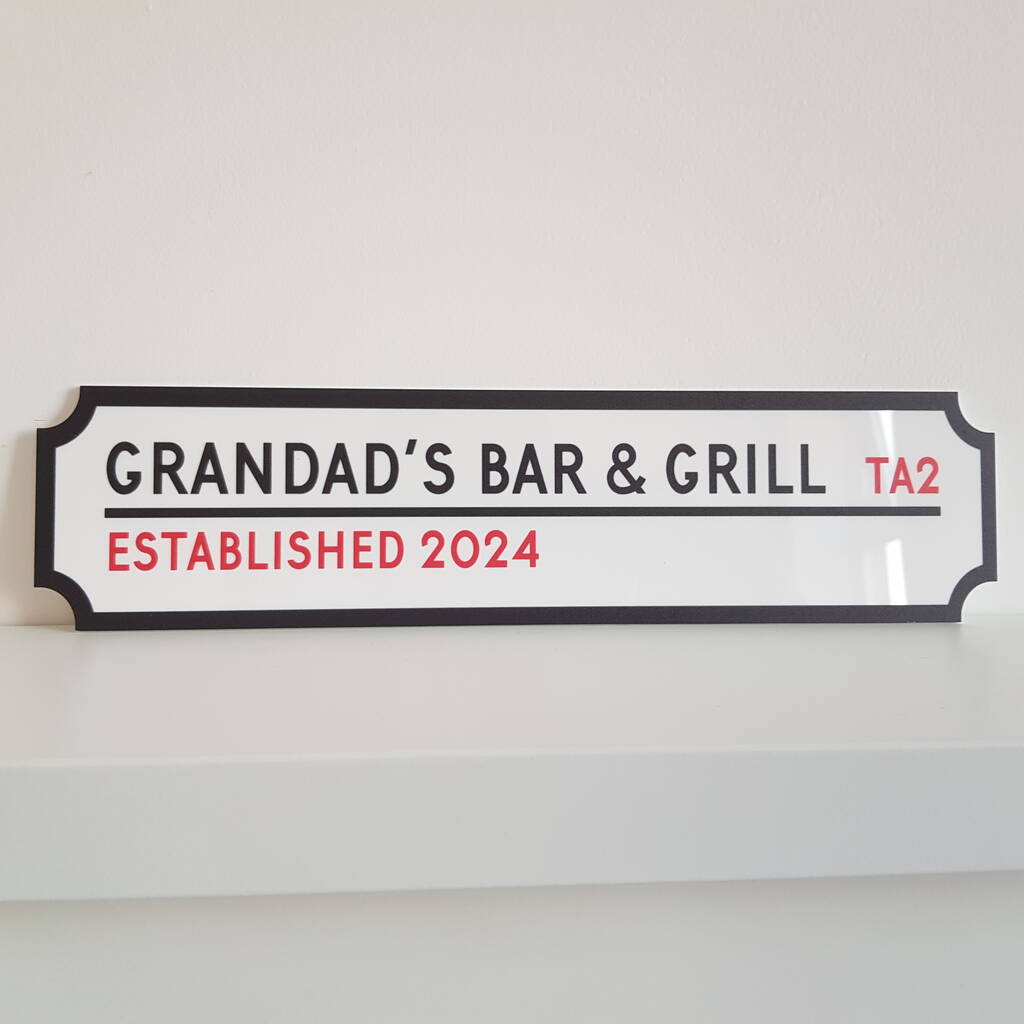 GRANDAD'S BAR & GRILL TA2
ESTABLISHED 2024